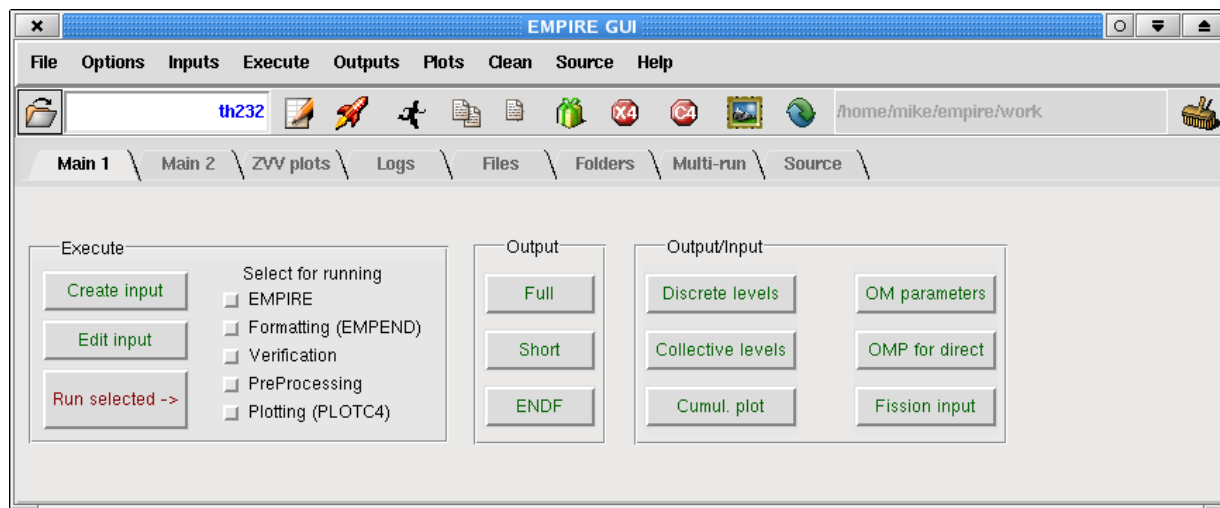 EMPIRE GUI
File Options Inputs Execute Outputs Plots Clean Source Help
th232 X4 C4 /home/mike/empire/work
Main 1 Main 2 ZVV plots Logs Files Folders Multi-run Source
Execute
Create input
Edit input
Run selected ->
Select for running
EMPIRE
Formatting (EMPEND)
Verification
PreProcessing
Plotting (PLOTC4)
Output
Full
Short
ENDF
Output/Input
Discrete levels OM parameters
Collective levels OMP for direct
Cumul. plot Fission input